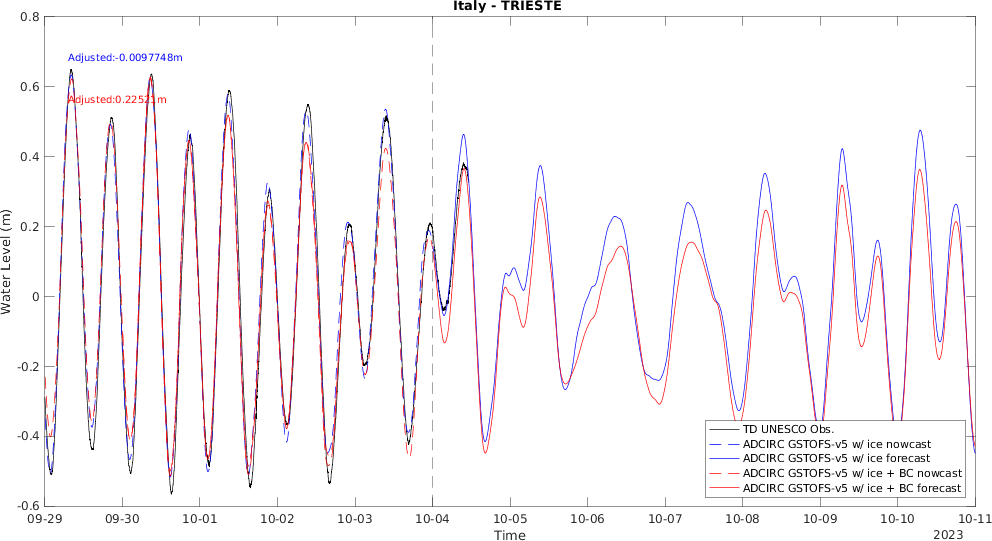 Italy - TRIESTE
0.8
0.6
0.4
0.2
0
-0.2
-0.4
-0.6
Water Level (m)
Adjusted:-0.0097748m
Adjusted:0.22521m
TD UNESCO Obs.
ADCIRC GSTOFS-v5 w/ ice nowcast
ADCIRC GSTOFS-v5 w/ ice forecast
ADCIRC GSTOFS-v5 w/ ice + BC nowcast
ADCIRC GSTOFS-v5 w/ ice + BC forecast
09-29 09-30 10-01 10-02 10-03 10-04 10-05 10-06 10-07 10-08 10-09 10-10 10-11
Time
2023